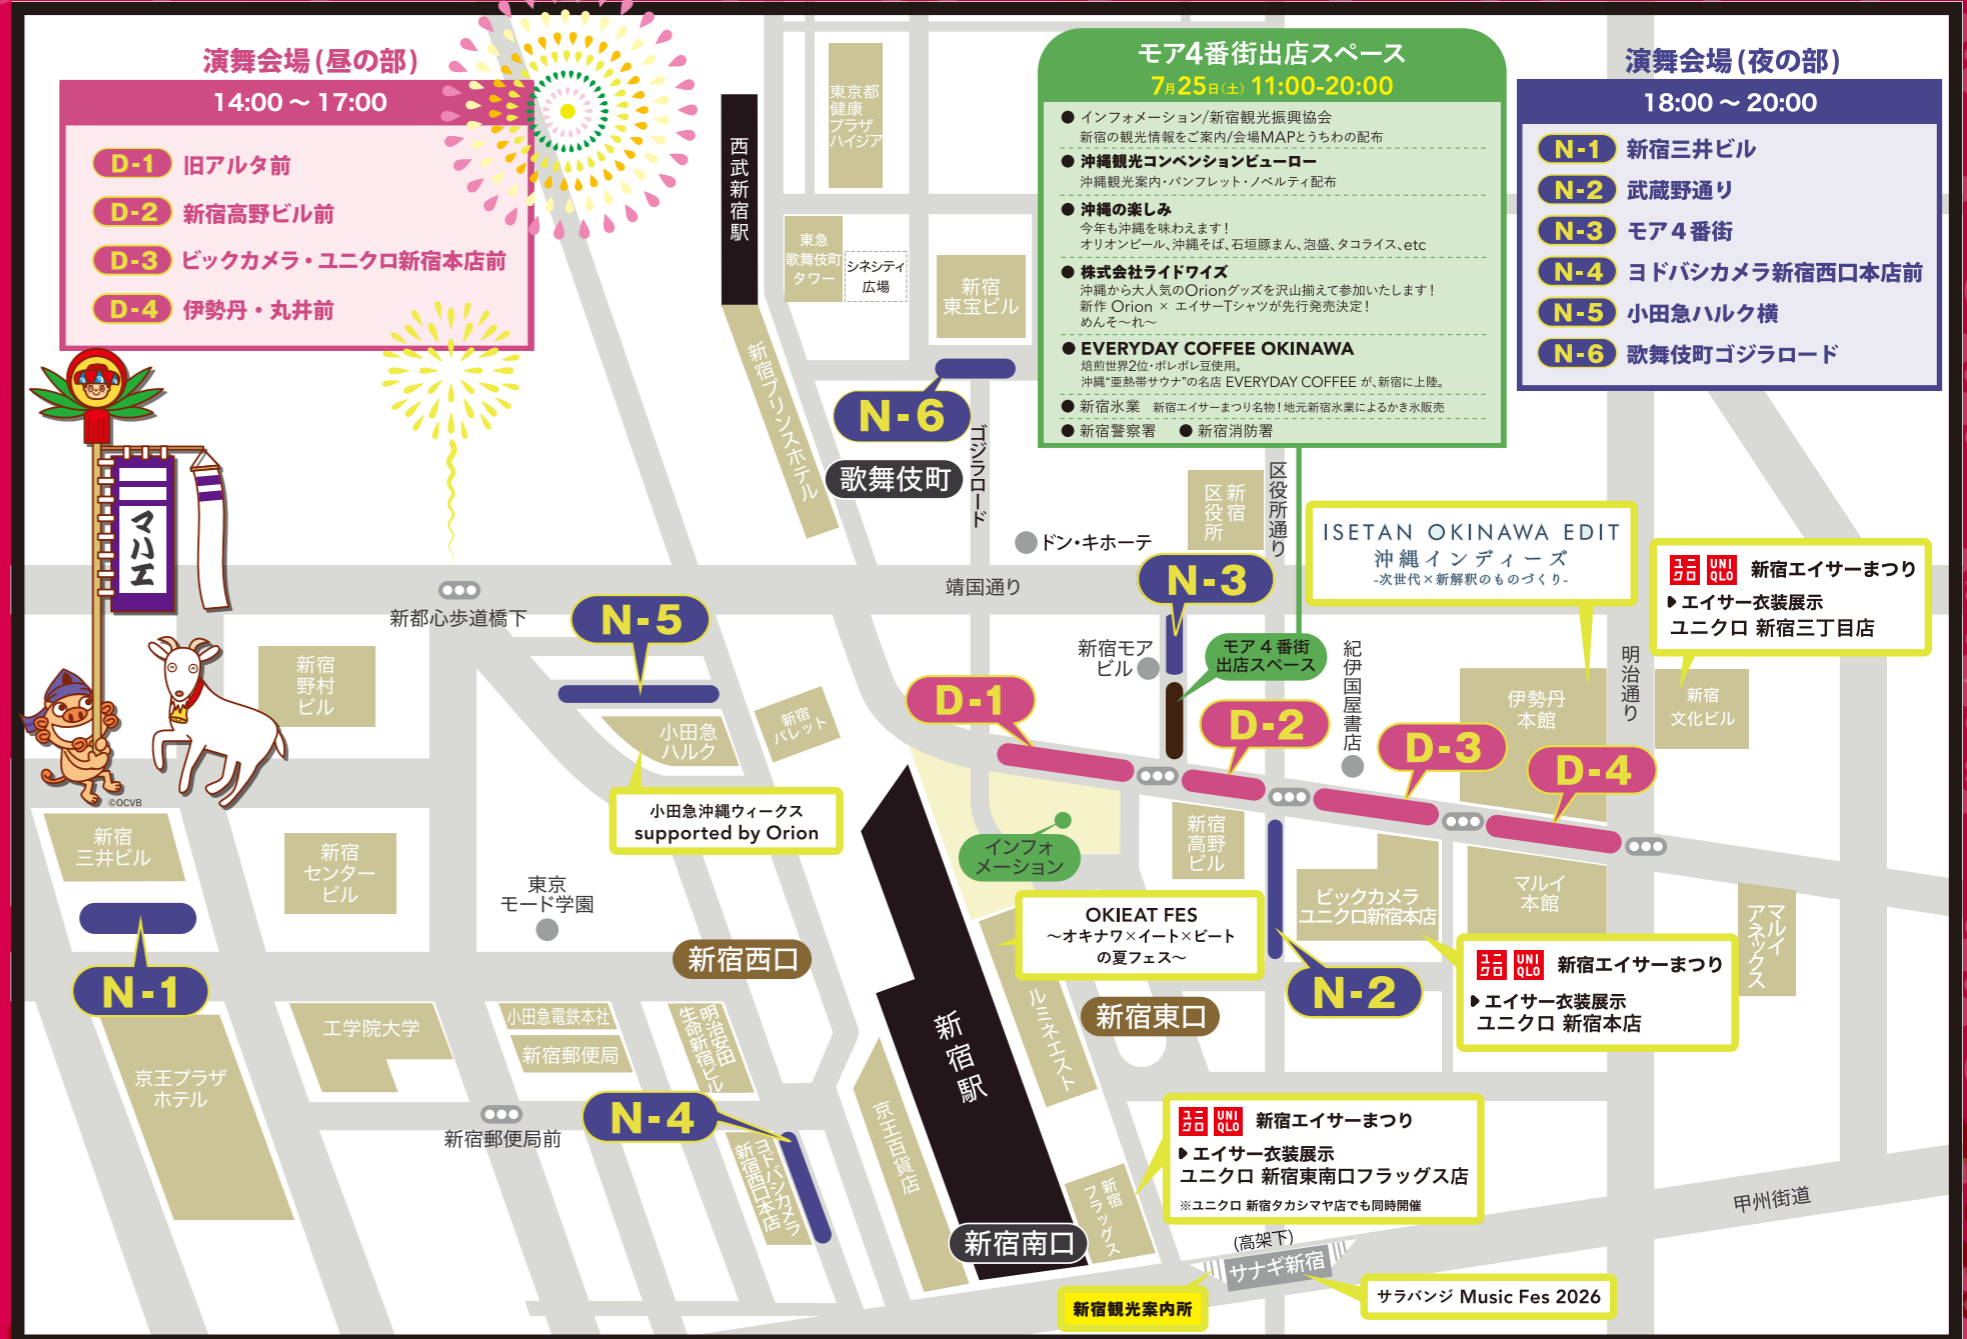 演舞会場(昼の部)
14:00 〜 17:00
D-1 旧アルタ前
D-2 新宿高野ビル前
D-3 ビックカメラ・ユニクロ新宿本店前
D-4 伊勢丹・丸井前
モア4番街出店スペース
7月25日(土) 11:00-20:00
● インフォメーション/新宿観光振興協会
新宿の観光情報をご案内/会場MAPとうちわの配布
● 沖縄観光コンベンションビューロー
沖縄観光案内・パンフレット・ノベルティ配布
● 沖縄の楽しみ
今年も沖縄を味わえます！
オリオンビール、沖縄そば、石垣豚まん、泡盛、タコライス、etc
● 株式会社ライドワイズ
沖縄から大人気のOrionグッズを沢山揃えて参加いたします！
新作 Orion × エイサーTシャツが先行発売決定！
めんそ〜れ〜
● EVERYDAY COFFEE OKINAWA
焙煎世界2位・ポレポレ豆使用。
沖縄“亜熱帯サウナ”の名店 EVERYDAY COFFEE が、新宿に上陸。
● 新宿氷業　新宿エイサーまつり名物！地元新宿氷業によるかき氷販売
● 新宿警察署　● 新宿消防署
演舞会場(夜の部)
18:00 〜 20:00
N-1 新宿三井ビル
N-2 武蔵野通り
N-3 モア４番街
N-4 ヨドバシカメラ新宿西口本店前
N-5 小田急ハルク横
N-6 歌舞伎町ゴジラロード
西武新宿駅
東京都
健康
プラザ
ハイジア
東急
歌舞伎町
タワー
シネシティ
広場
新宿
東宝ビル
新宿プリンスホテル
N-6
歌舞伎町
ゴジラロード
ドン・キホーテ
新宿
区役所
区役所通り
マハエ
©OCVB
新都心歩道橋下
靖国通り
N-3
ISETAN OKINAWA EDIT
沖縄インディーズ
-次世代×新解釈のものづくり-
ユニクロ UNIQLO 新宿エイサーまつり
エイサー衣装展示
ユニクロ 新宿三丁目店
N-5
新宿
野村
ビル
小田急
ハルク
新宿
パレット
新宿モア
ビル
モア４番街
出店スペース
紀伊国屋書店
伊勢丹
本館
明治通り
新宿
文化ビル
D-1
D-2
D-3
D-4
小田急沖縄ウィークス
supported by Orion
新宿
三井ビル
新宿
センター
ビル
東京
モード学園
インフォ
メーション
新宿
高野
ビル
ビックカメラ
ユニクロ新宿本店
マルイ
本館
マルイ
アネックス
OKIEAT FES
〜オキナワ×イート×ビート
の夏フェス〜
新宿西口
N-1
N-2
ユニクロ UNIQLO 新宿エイサーまつり
エイサー衣装展示
ユニクロ 新宿本店
工学院大学
小田急電鉄本社
新宿郵便局
明治安田
生命新宿ビル
新宿駅
ルミネエスト
新宿東口
京王プラザ
ホテル
新宿郵便局前
N-4
ヨドバシカメラ
新宿西口本店
京王百貨店
ユニクロ UNIQLO 新宿エイサーまつり
エイサー衣装展示
ユニクロ 新宿東南口フラッグス店
※ユニクロ 新宿タカシマヤ店でも同時開催
新宿
フラッグス
新宿南口
甲州街道
(高架下)
サナギ新宿
新宿観光案内所
サラバンジ Music Fes 2026